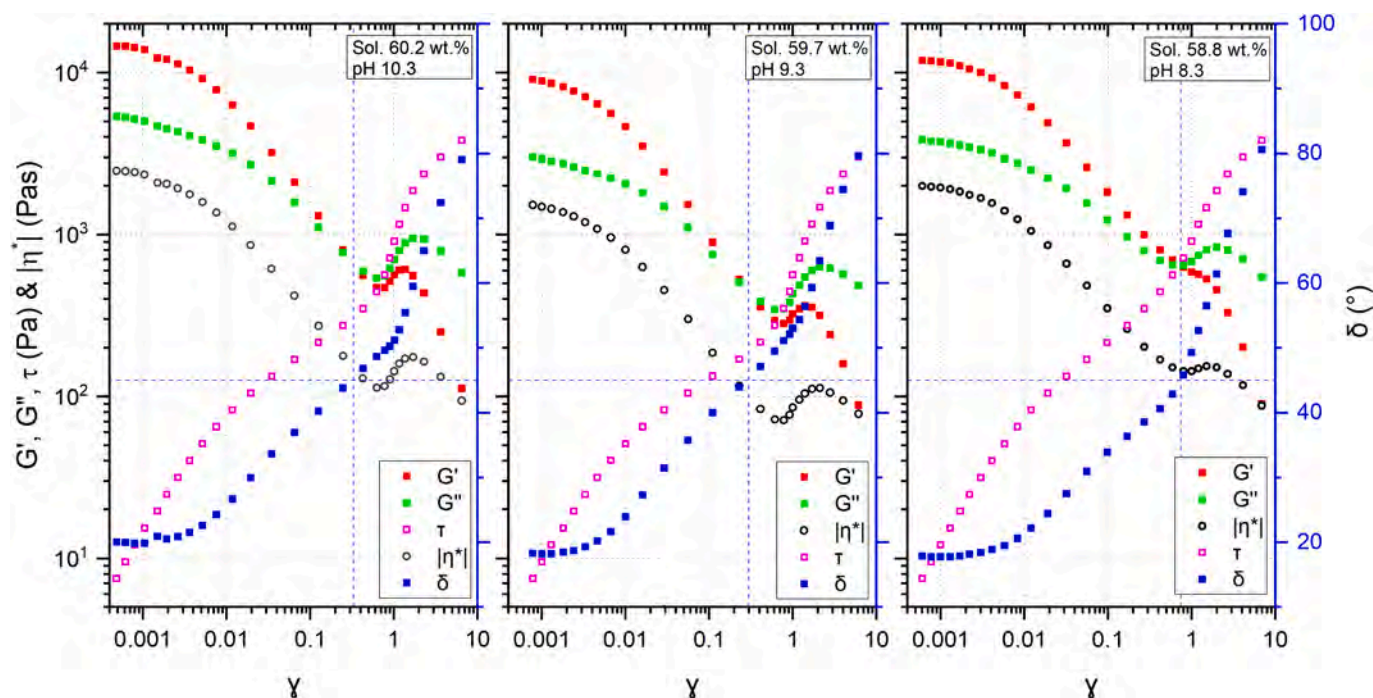 G', G'', τ (Pa) & |η*| (Pas)
10⁴
10³
10²
10¹
Sol. 60.2 wt.%
pH 10.3
G'
G''
τ
|η*|
δ
0.001
0.01
0.1
1
10
γ
Sol. 59.7 wt.%
pH 9.3
G'
G''
|η*|
τ
δ
0.001
0.01
0.1
1
10
γ
Sol. 58.8 wt.%
pH 8.3
G'
G''
|η*|
τ
δ
0.001
0.01
0.1
1
10
γ
100
80
60
40
20
δ (°)